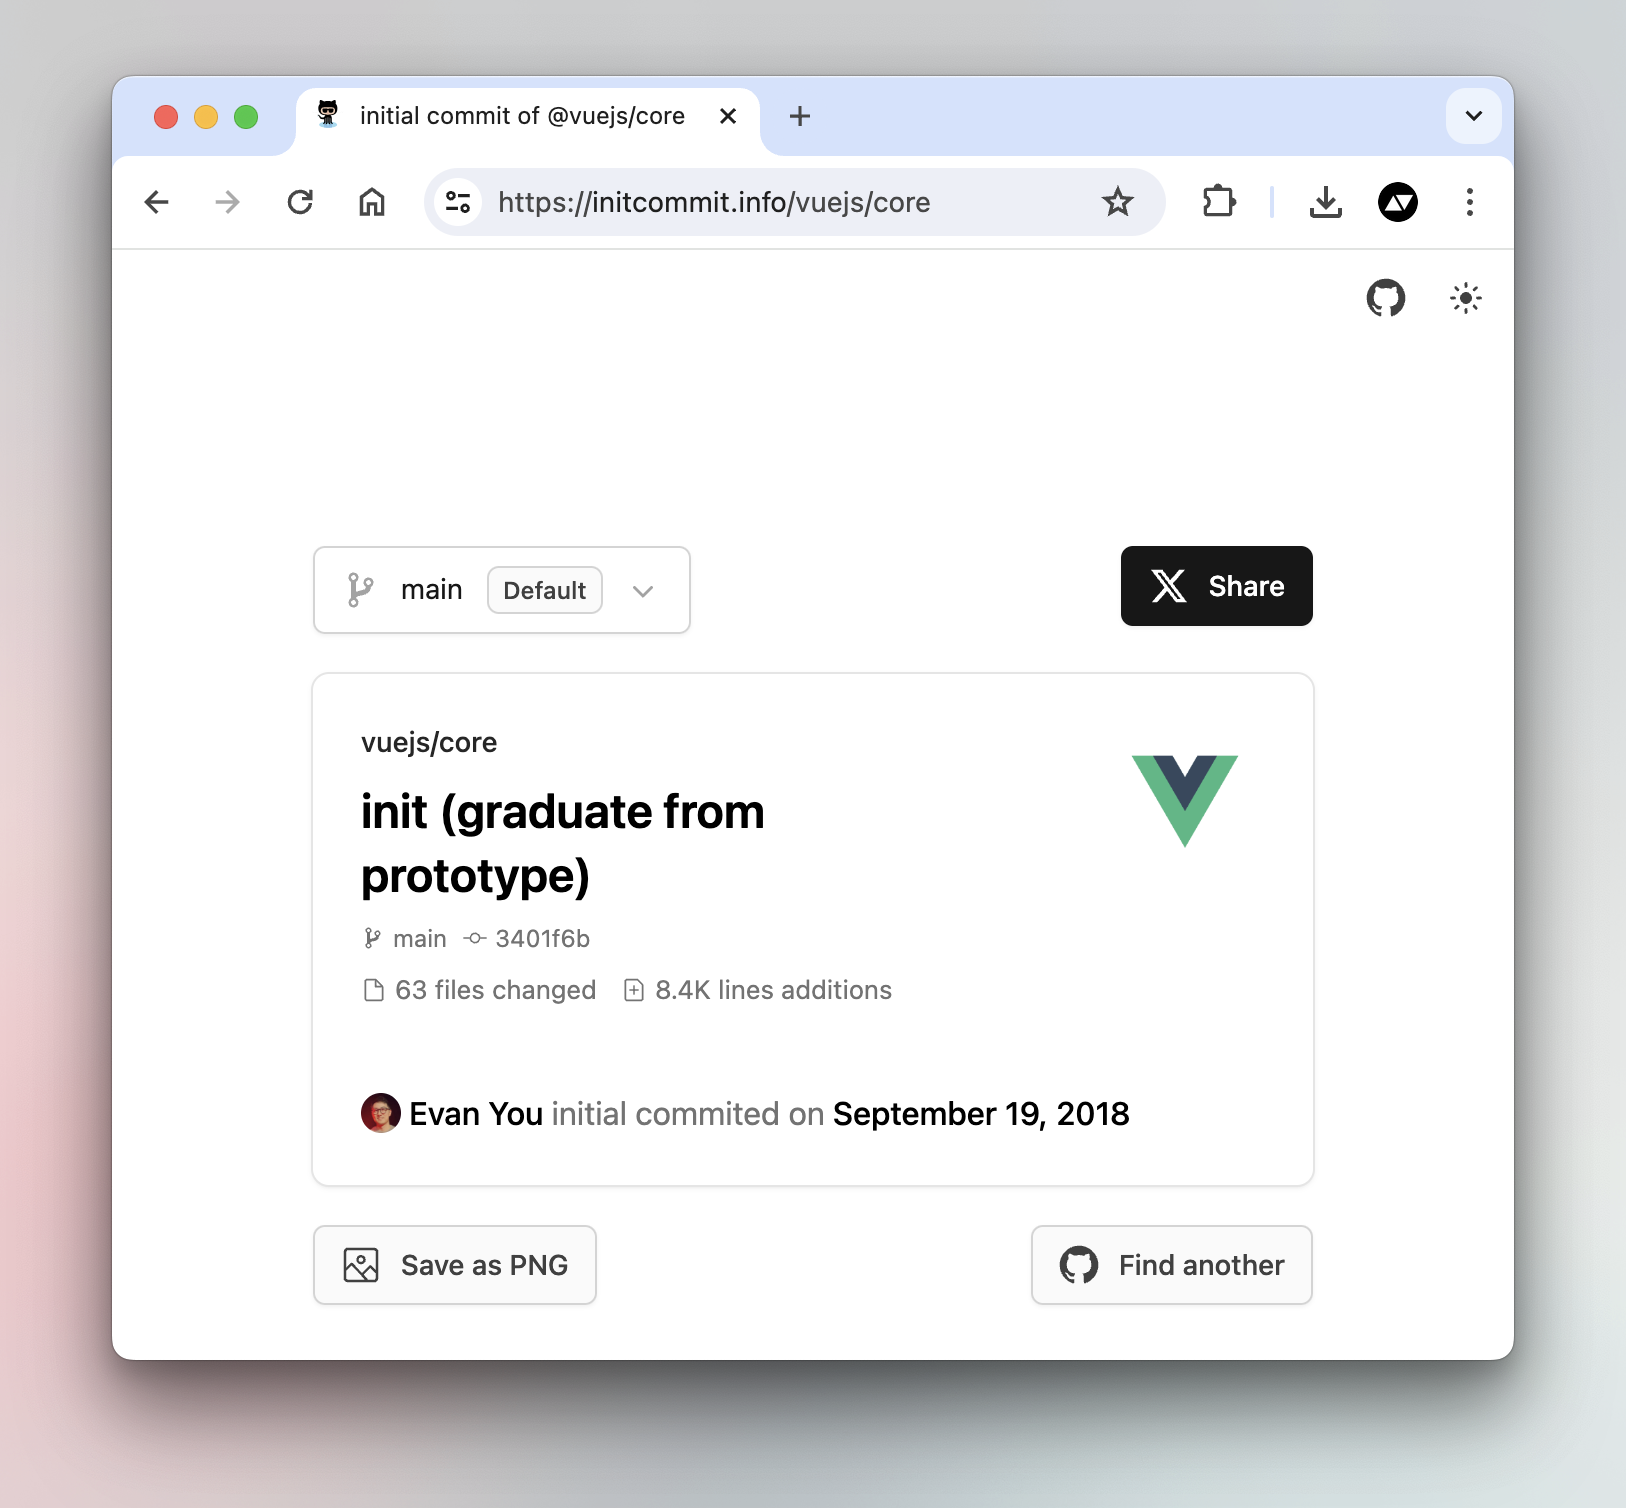 initial commit of @vuejs/core
https://initcommit.info/vuejs/core
main Default
Share
vuejs/core
init (graduate from
prototype)
main 3401f6b
63 files changed 8.4K lines additions
Evan You initial commited on September 19, 2018
Save as PNG
Find another